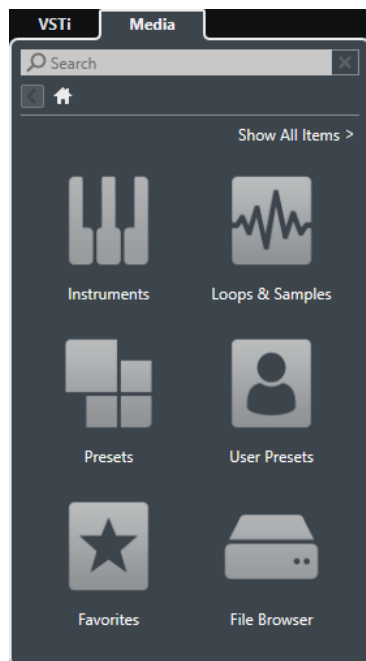 VSTi Media
Search
Show All Items >
Instruments Loops & Samples
Presets User Presets
Favorites File Browser